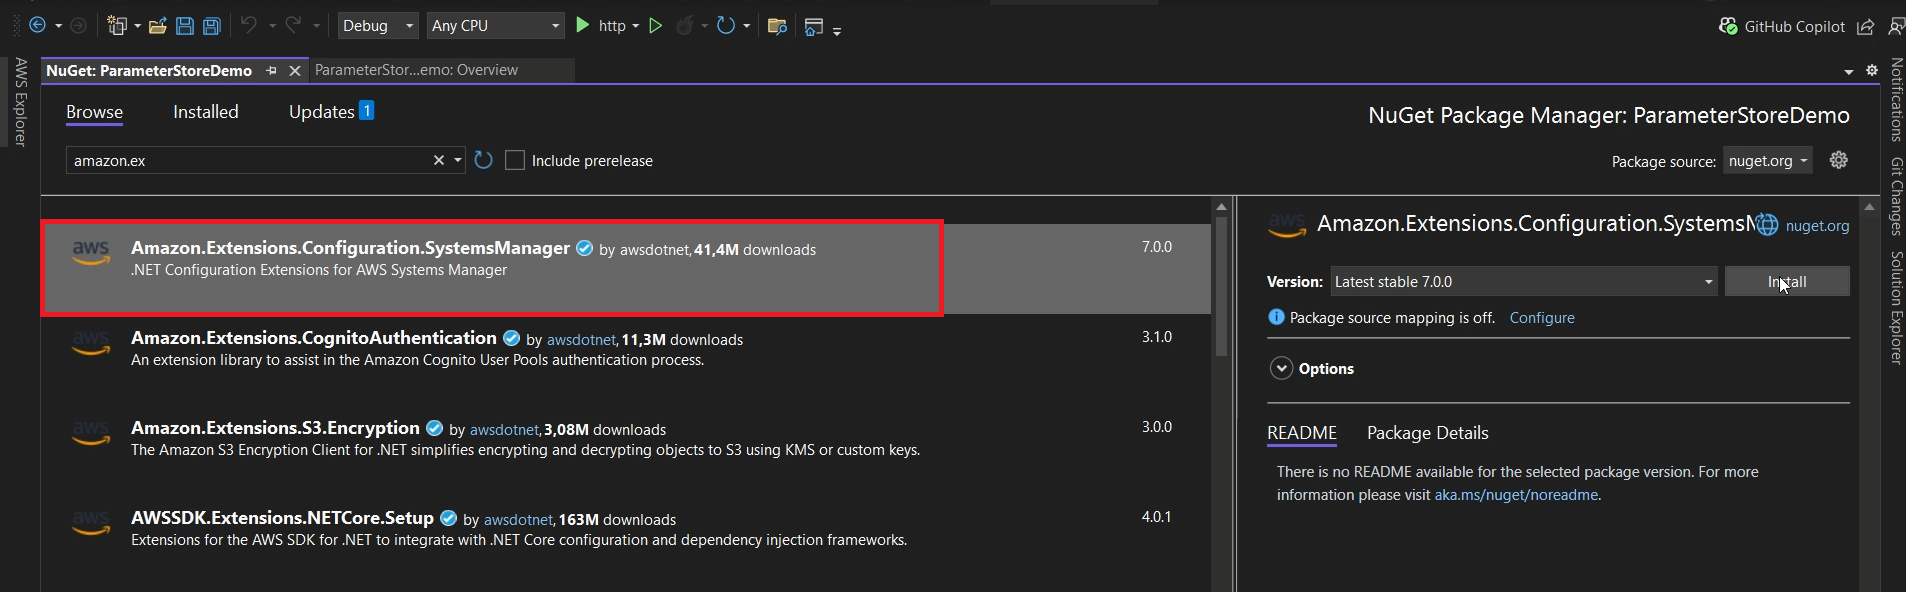 Debug
Any CPU
http
GitHub Copilot
AWS Explorer
NuGet: ParameterStoreDemo
ParameterStor...emo: Overview
Notifications
Git Changes
Solution Explorer
Browse
Installed
Updates 1
NuGet Package Manager: ParameterStoreDemo
amazon.ex
Include prerelease
Package source: nuget.org
aws
Amazon.Extensions.Configuration.SystemsManager by awsdotnet, 41,4M downloads
7.0.0
.NET Configuration Extensions for AWS Systems Manager
aws
Amazon.Extensions.CognitoAuthentication by awsdotnet, 11,3M downloads
3.1.0
An extension library to assist in the Amazon Cognito User Pools authentication process.
aws
Amazon.Extensions.S3.Encryption by awsdotnet, 3,08M downloads
3.0.0
The Amazon S3 Encryption Client for .NET simplifies encrypting and decrypting objects to S3 using KMS or custom keys.
aws
AWSSDK.Extensions.NETCore.Setup by awsdotnet, 163M downloads
4.0.1
Extensions for the AWS SDK for .NET to integrate with .NET Core configuration and dependency injection frameworks.
aws
Amazon.Extensions.Configuration.Systems
nuget.org
Version: Latest stable 7.0.0
Install
Package source mapping is off. Configure
Options
README
Package Details
There is no README available for the selected package version. For more
information please visit aka.ms/nuget/noreadme.